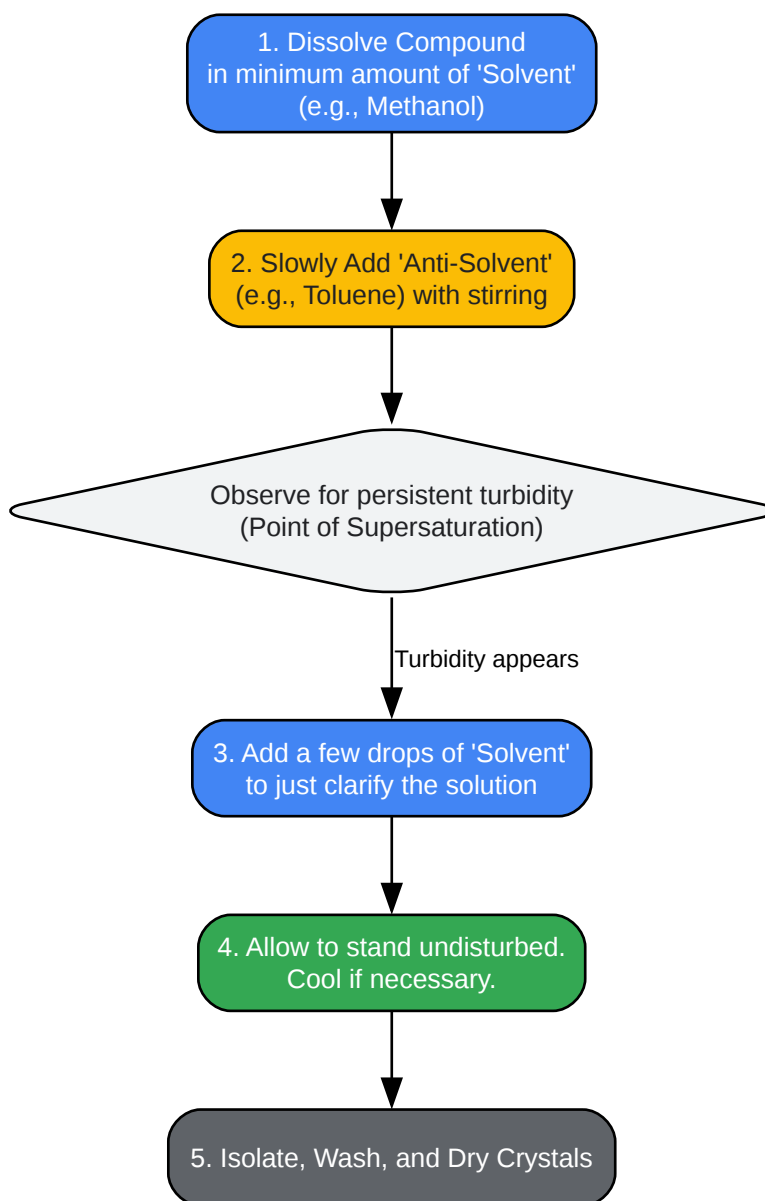 1. Dissolve Compound
in minimum amount of 'Solvent'
(e.g., Methanol)
2. Slowly Add 'Anti-Solvent'
(e.g., Toluene) with stirring
Observe for persistent turbidity
(Point of Supersaturation)
Turbidity appears
3. Add a few drops of 'Solvent'
to just clarify the solution
4. Allow to stand undisturbed.
Cool if necessary.
5. Isolate, Wash, and Dry Crystals